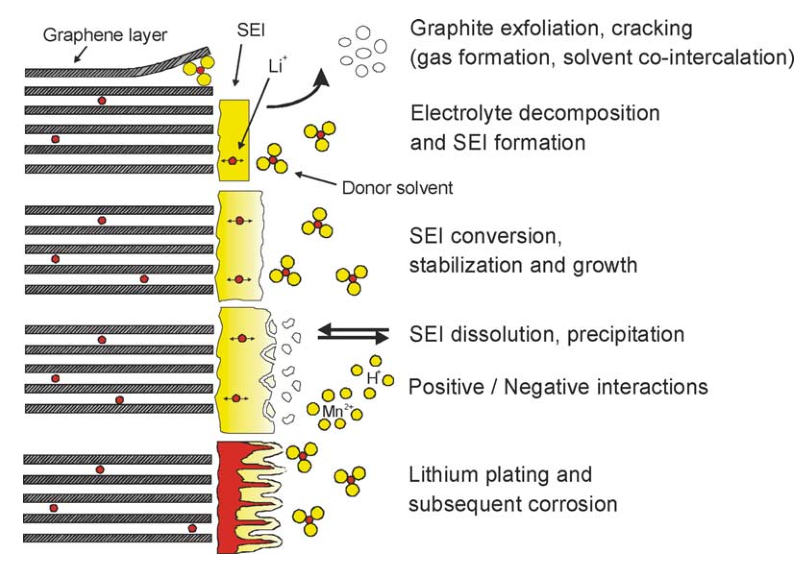 Graphene layer
SEI
Li⁺
Graphite exfoliation, cracking
(gas formation, solvent co-intercalation)
Electrolyte decomposition
and SEI formation
Donor solvent
SEI conversion,
stabilization and growth
SEI dissolution, precipitation
H⁺
Mn²⁺
Positive / Negative interactions
Lithium plating and
subsequent corrosion